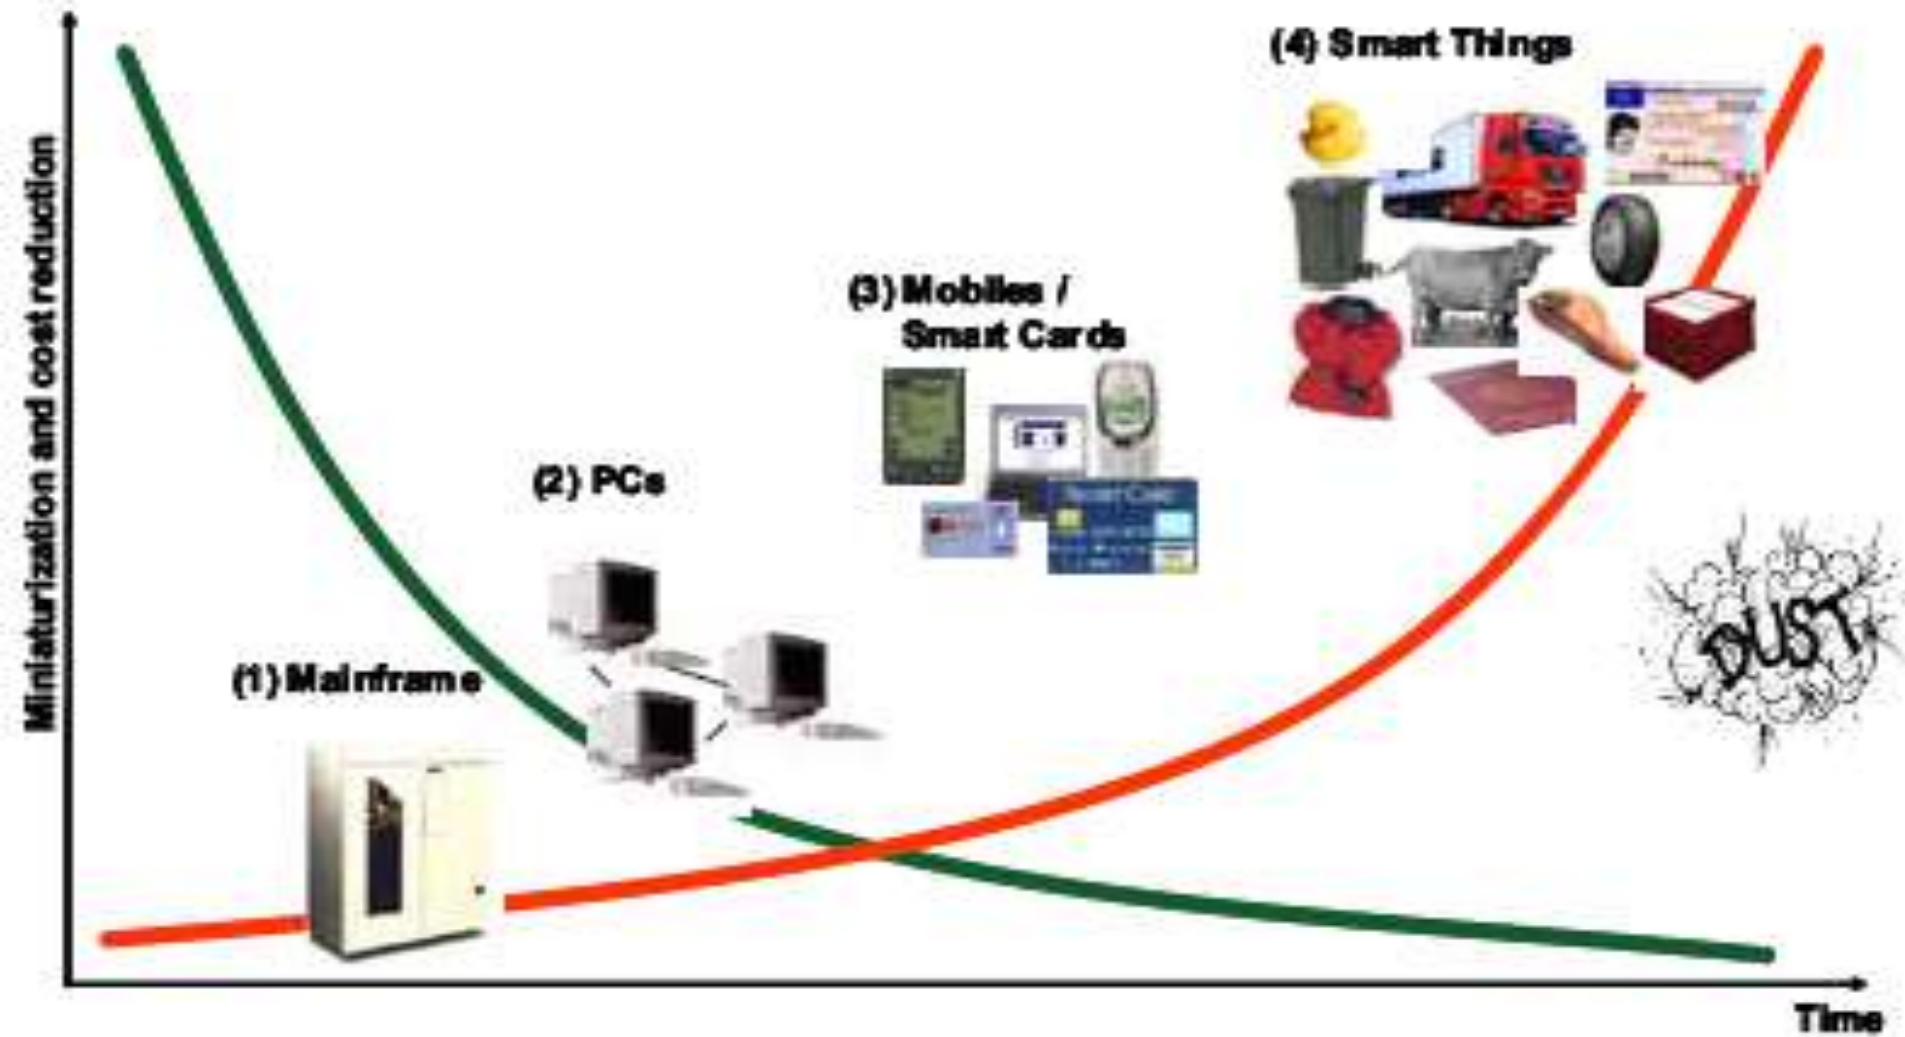 (4) Smart Things
(3) Mobiles /
Smart Cards
(2) PCs
(1) Mainframe
Miniaturization and cost reduction
DUST
Time